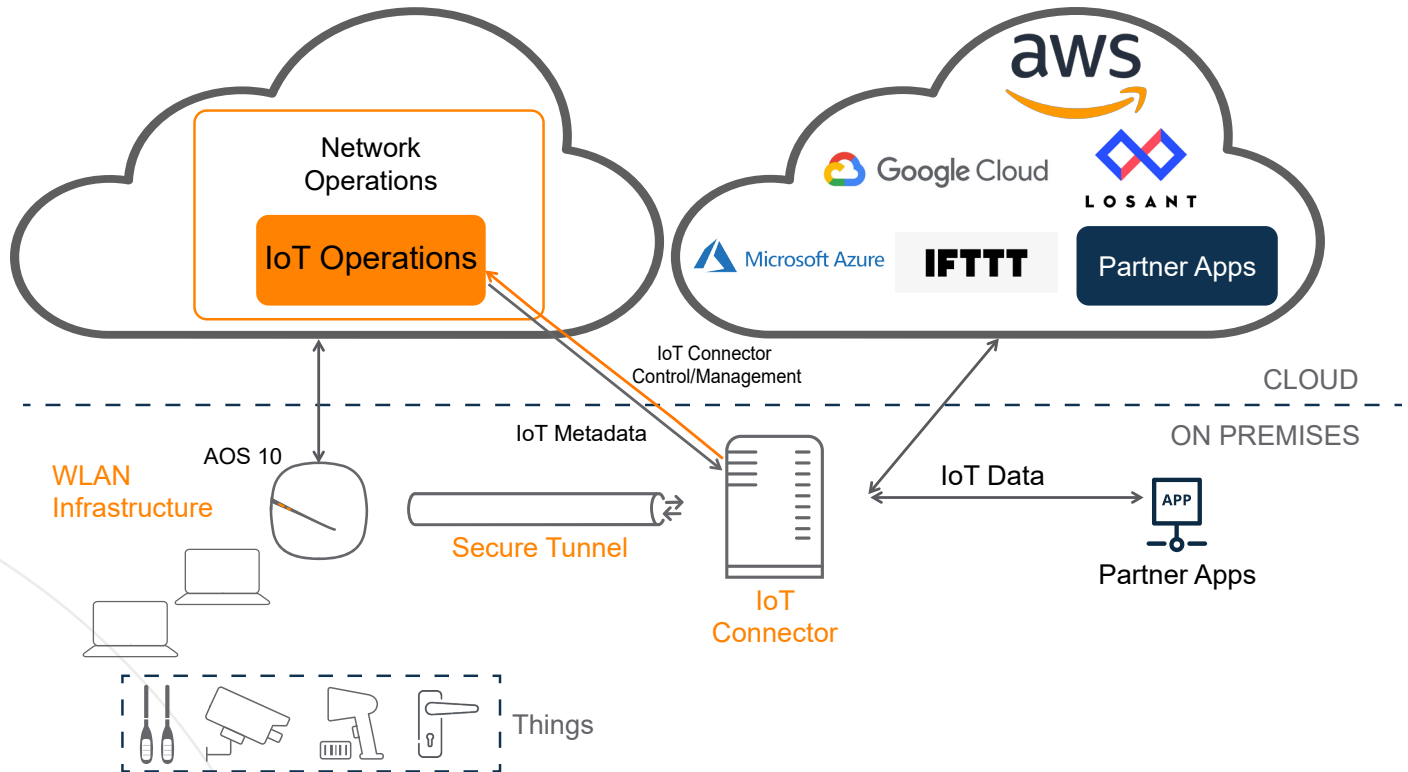 Network
Operations
IoT Operations
aws
Google Cloud
LOSANT
Microsoft Azure
IFTTT
Partner Apps
IoT Connector
Control/Management
CLOUD
IoT Metadata
ON PREMISES
AOS 10
WLAN
Infrastructure
Secure Tunnel
IoT
Connector
IoT Data
APP
Partner Apps
Things